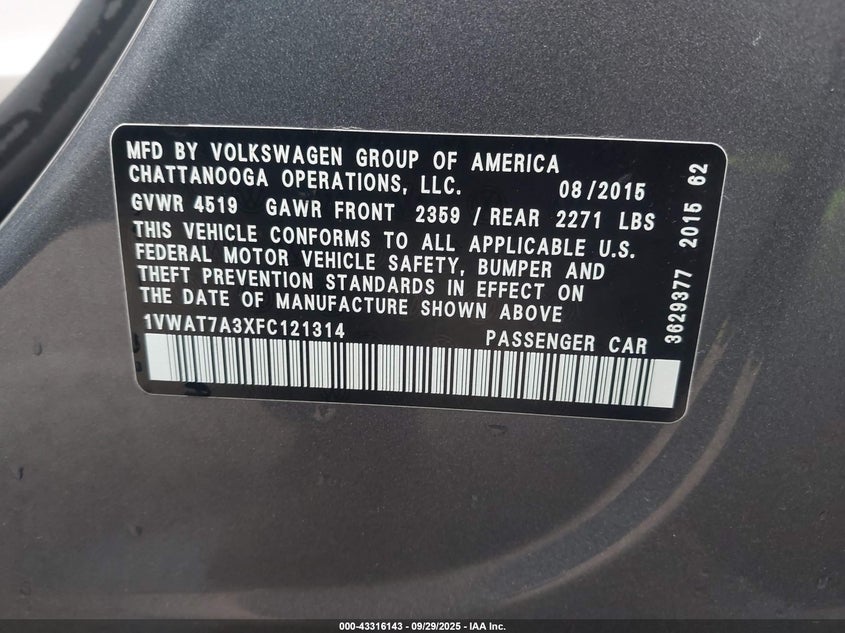 MFD BY VOLKSWAGEN GROUP OF AMERICA
CHATTANOOGA OPERATIONS, LLC. 08/2015
GVWR 4519 GAWR FRONT 2359 / REAR 2271 LBS
THIS VEHICLE CONFORMS TO ALL APPLICABLE U.S.
FEDERAL MOTOR VEHICLE SAFETY, BUMPER AND
THEFT PREVENTION STANDARDS IN EFFECT ON
THE DATE OF MANUFACTURE SHOWN ABOVE
1VWAT7A3XFC121314 PASSENGER CAR
3629377 2015 62
000-43316143 | 09/29/2025 - IAA Inc.